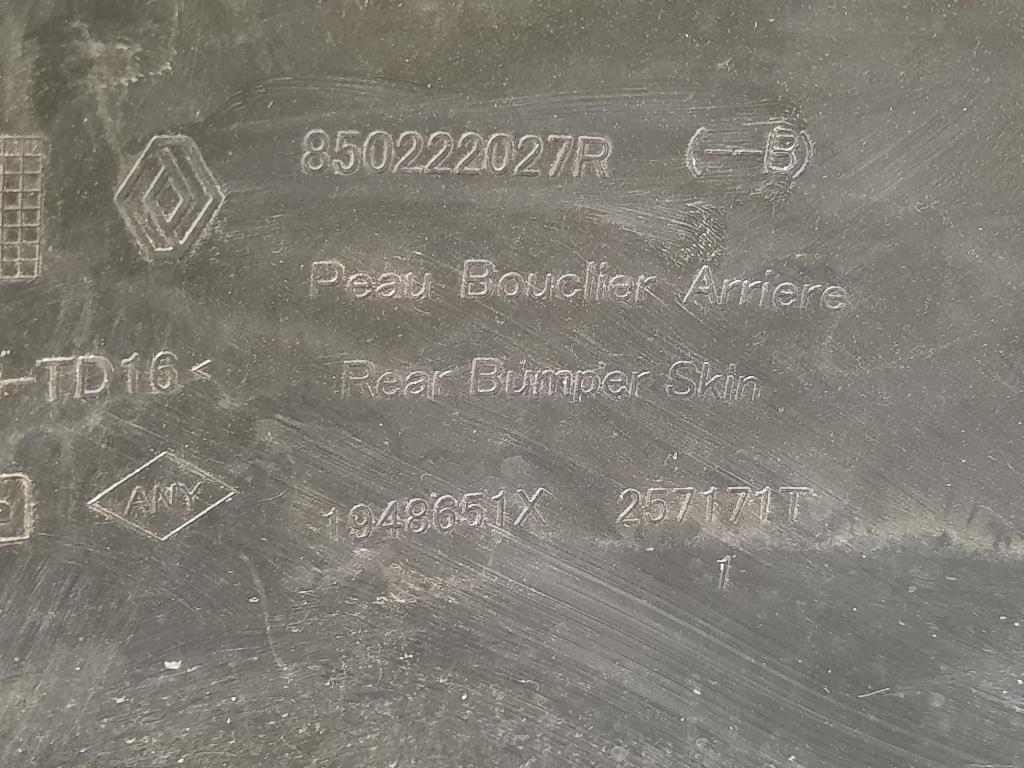 850222027R (--B)
Peau Bouclier Arriere
-TD16<
Rear Bumper Skin
ANY
1948651X 257171T
1